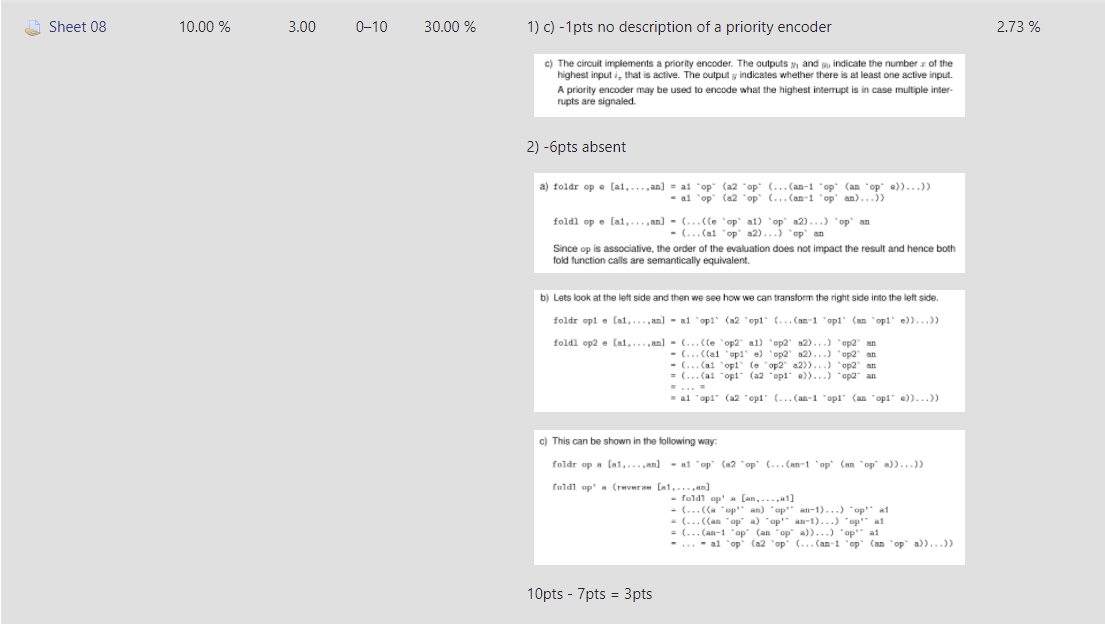 Sheet 08 10.00 % 3.00 0–10 30.00 % 1) c) -1pts no description of a priority encoder 2.73 %
c) The circuit implements a priority encoder. The outputs y₁ and y₀ indicate the number x of the
highest input iₓ that is active. The output y indicates whether there is at least one active input.
A priority encoder may be used to encode what the highest interrupt is in case multiple inter-
rupts are signaled.
2) -6pts absent
a) foldr op e [a1,...,an] = a1 `op` (a2 `op` (...(an-1 `op` (an `op` e))...))
= a1 `op` (a2 `op` (...(an-1 `op` an)...))
foldl op e [a1,...,an] = (...((e `op` a1) `op` a2)...) `op` an
= (...(a1 `op` a2)...) `op` an
Since op is associative, the order of the evaluation does not impact the result and hence both
fold function calls are semantically equivalent.
b) Lets look at the left side and then we see how we can transform the right side into the left side.
foldr op1 e [a1,...,an] = a1 `op1` (a2 `op1` (...(an-1 `op1` (an `op1` e))...))
foldl op2 e [a1,...,an] = (...((e `op2` a1) `op2` a2)...) `op2` an
= (...((a1 `op1` e) `op2` a2)...) `op2` an
= (...(a1 `op1` (e `op2` a2))...) `op2` an
= (...(a1 `op1` (a2 `op1` e))...) `op2` an
= ... =
= a1 `op1` (a2 `op1` (...(an-1 `op1` (an `op1` e))...))
c) This can be shown in the following way:
foldr op a [a1,...,an] = a1 `op` (a2 `op` (...(an-1 `op` (an `op` a))...))
foldl op' a (reverse [a1,...,an])
= foldl op' a [an,...,a1]
= (...((a `op'` an) `op'` an-1)...) `op'` a1
= (...((an `op` a) `op'` an-1)...) `op'` a1
= (...(an-1 `op` (an `op` a))...) `op'` a1
= ... = a1 `op` (a2 `op` (...(an-1 `op` (an `op` a))...))
10pts - 7pts = 3pts